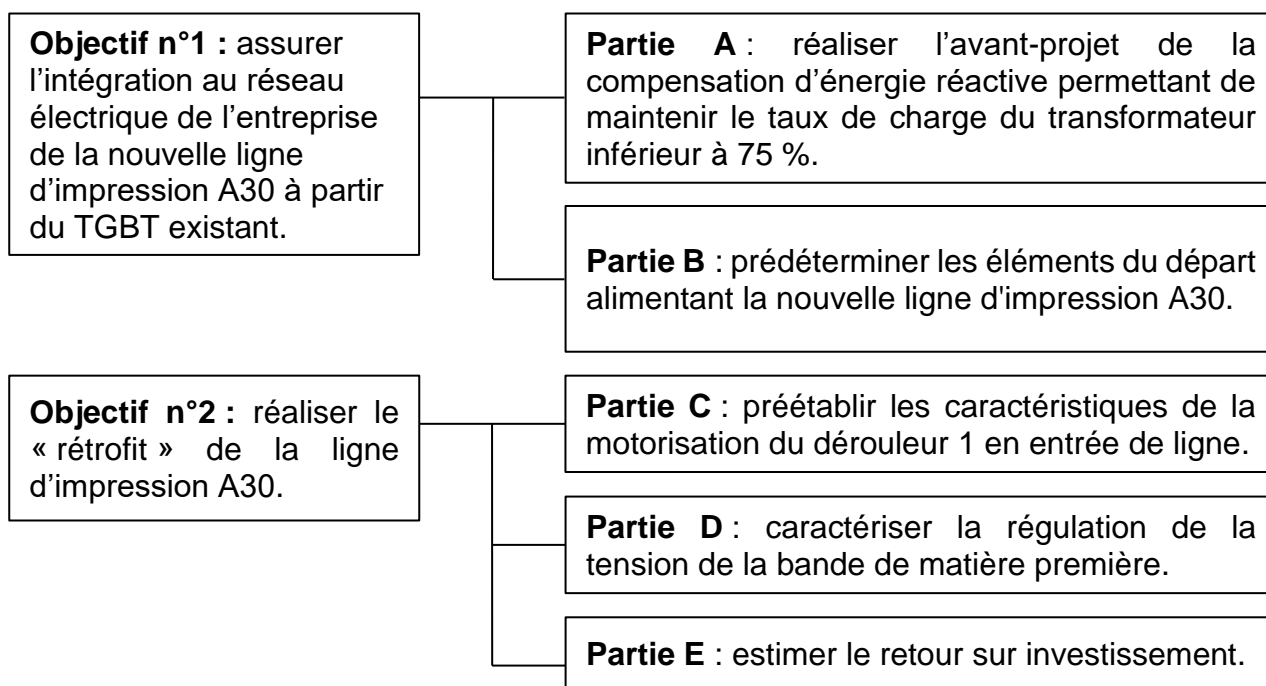 Objectif n°1 : assurer
l'intégration au réseau
électrique de l'entreprise
de la nouvelle ligne
d'impression A30 à partir
du TGBT existant.
Partie A : réaliser l'avant-projet de la
compensation d'énergie réactive permettant de
maintenir le taux de charge du transformateur
inférieur à 75 %.
Partie B : prédéterminer les éléments du départ
alimentant la nouvelle ligne d'impression A30.
Objectif n°2 : réaliser le
« rétrofit » de la ligne
d'impression A30.
Partie C : préétablir les caractéristiques de la
motorisation du dérouleur 1 en entrée de ligne.
Partie D : caractériser la régulation de la
tension de la bande de matière première.
Partie E : estimer le retour sur investissement.